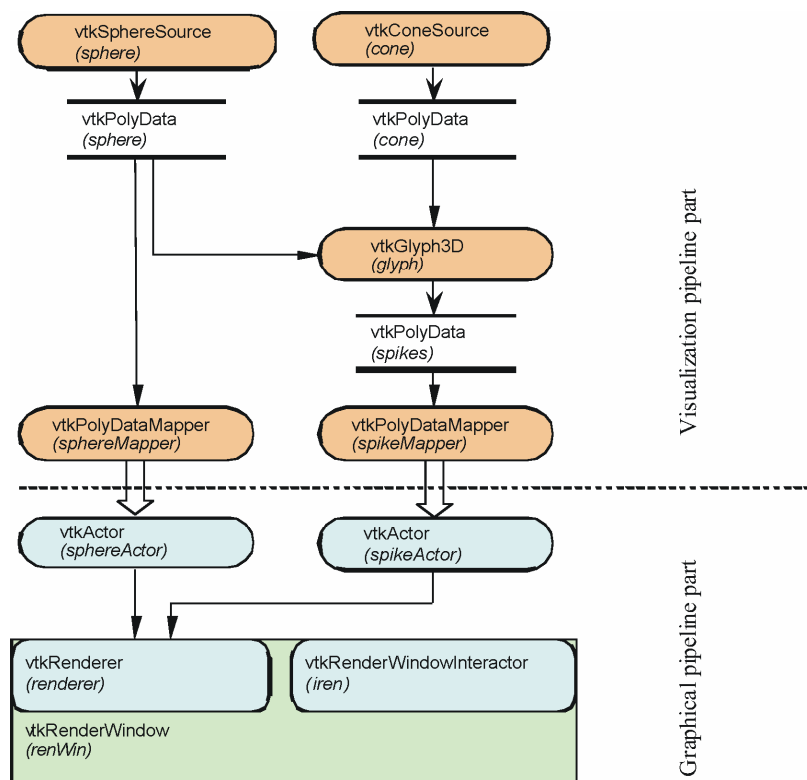 vtkSphereSource
(sphere)
vtkConeSource
(cone)
vtkPolyData
(sphere)
vtkPolyData
(cone)
vtkGlyph3D
(glyph)
vtkPolyData
(spikes)
vtkPolyDataMapper
(sphereMapper)
vtkPolyDataMapper
(spikeMapper)
Visualization pipeline part
vtkActor
(sphereActor)
vtkActor
(spikeActor)
vtkRenderer
(renderer)
vtkRenderWindowInteractor
(iren)
vtkRenderWindow
(renWin)
Graphical pipeline part